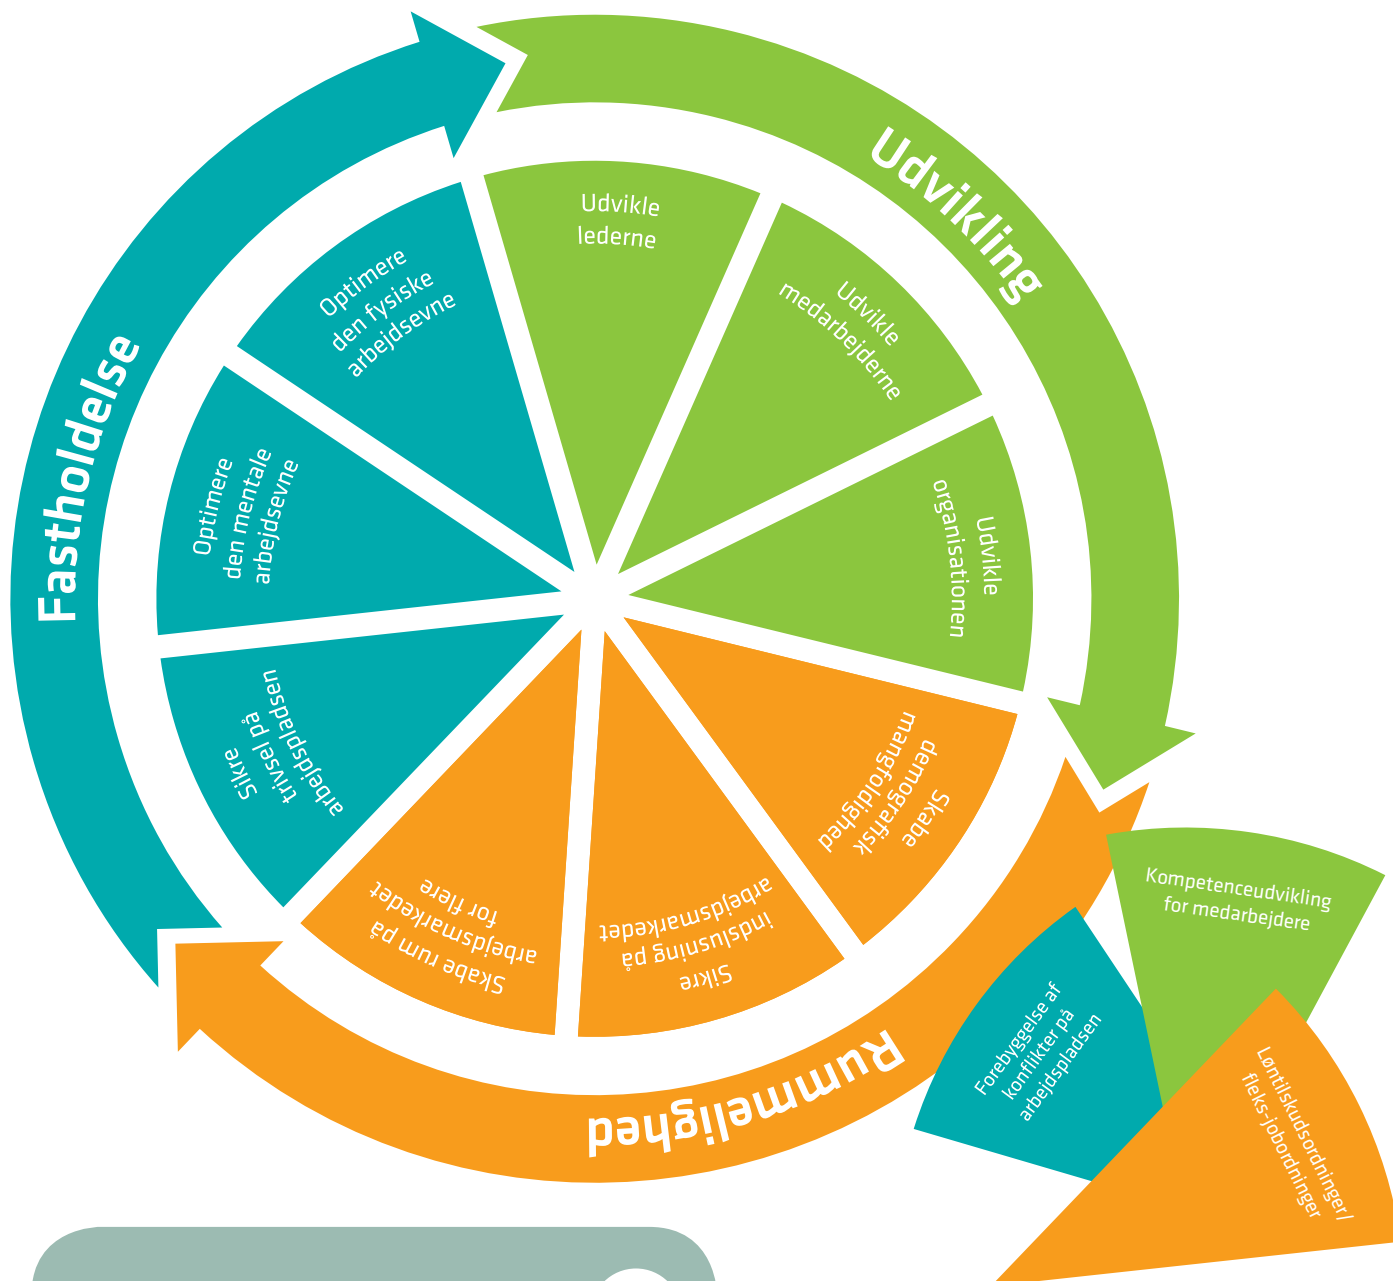 Udvikling
Udvikle
lederne
Udvikle
medarbejderne
Udvikle
organisationen
Rummelighed
Skabe
demografisk
mangfoldighed
Sikre
indslusning på
arbejdsmarkedet
Skabe rum på
arbejdsmarkedet
for flere
Fastholdelse
Sikre
trivsel på
arbejdspladsen
Optimere
den mentale
arbejdsevne
Optimere
den fysiske
arbejdsevne
Kompetenceudvikling
for medarbejdere
Forebyggelse af
konflikter på
arbejdspladsen
Løntilskudsordninger/
fleks-jobordninger